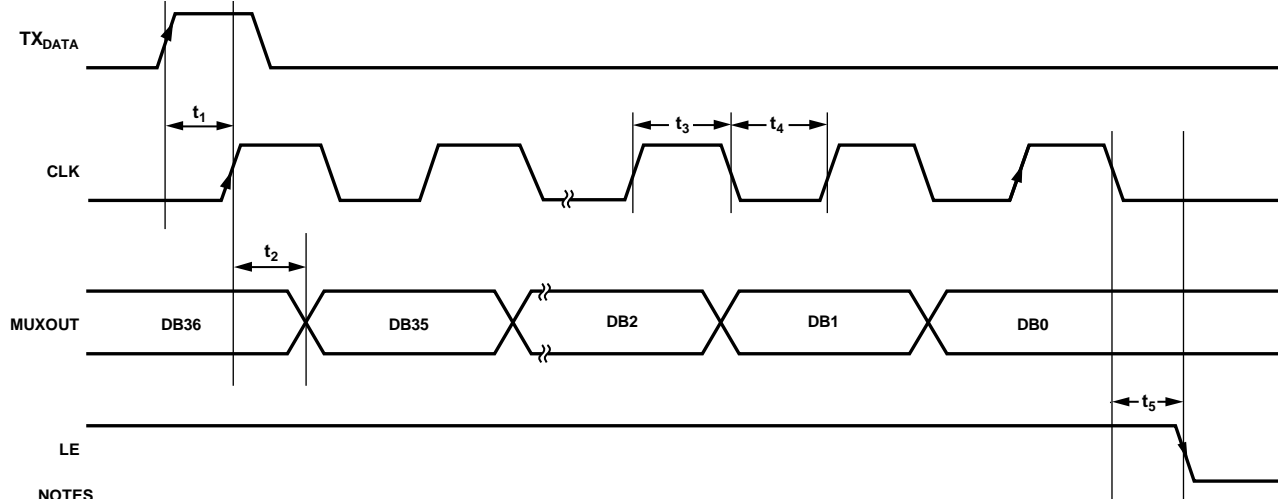 TXDATA
t1
t3
t4
CLK
t2
MUXOUT
DB36
DB35
DB2
DB1
DB0
t5
LE
NOTES